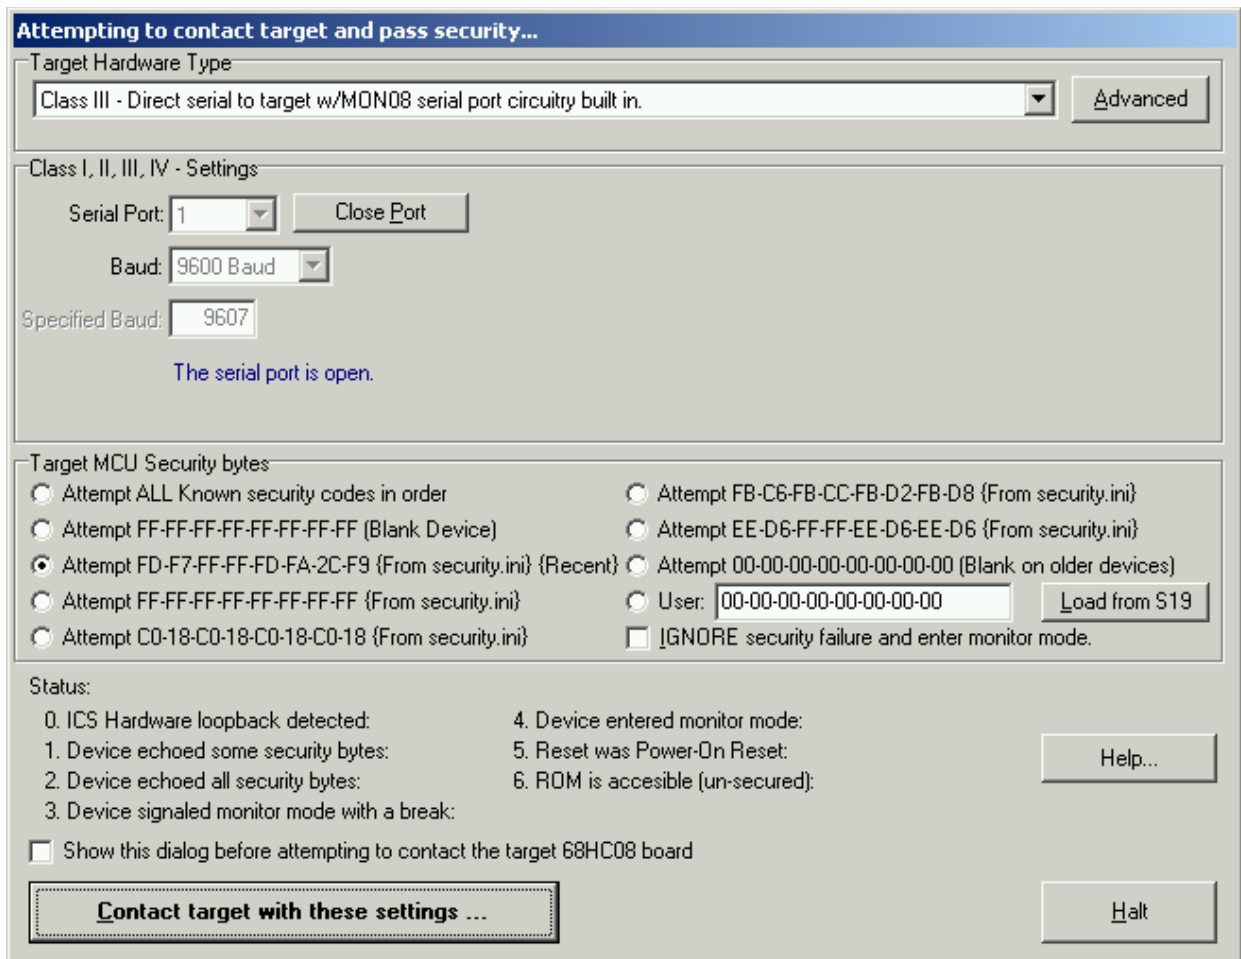 Attempting to contact target and pass security...
Target Hardware Type
Class III - Direct serial to target w/MON08 serial port circuitry built in.
Advanced
Class I, II, III, IV - Settings
Serial Port: 1 Close Port
Baud: 9600 Baud
Specified Baud: 9607
The serial port is open.
Target MCU Security bytes
Attempt ALL Known security codes in order
Attempt FF-FF-FF-FF-FF-FF-FF-FF (Blank Device)
Attempt FD-F7-FF-FF-FD-FA-2C-F9 {From security.ini} {Recent}
Attempt FF-FF-FF-FF-FF-FF-FF-FF {From security.ini}
Attempt C0-18-C0-18-C0-18-C0-18 {From security.ini}
Attempt FB-C6-FB-CC-FB-D2-FB-D8 {From security.ini}
Attempt EE-D6-FF-FF-EE-D6-EE-D6 {From security.ini}
Attempt 00-00-00-00-00-00-00-00 (Blank on older devices)
User: 00-00-00-00-00-00-00-00 Load from S19
IGNORE security failure and enter monitor mode.
Status:
0. ICS Hardware loopback detected:
1. Device echoed some security bytes:
2. Device echoed all security bytes:
3. Device signaled monitor mode with a break:
4. Device entered monitor mode:
5. Reset was Power-On Reset:
6. ROM is accesible (un-secured):
Help...
Show this dialog before attempting to contact the target 68HC08 board
Contact target with these settings ...
Halt